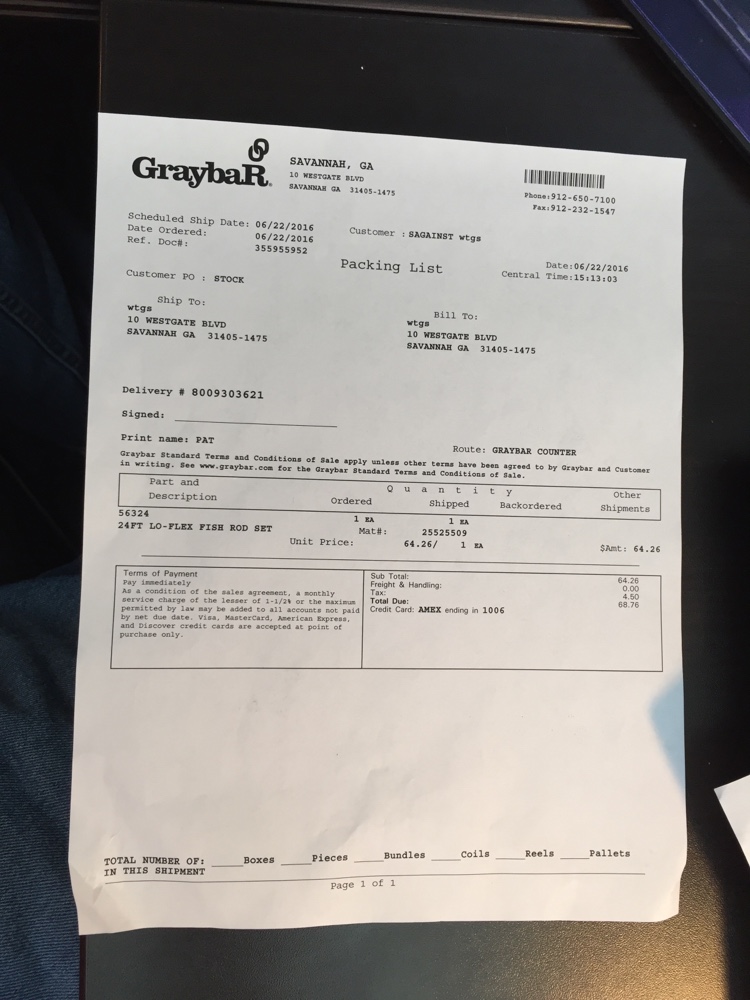 GraybaR
SAVANNAH, GA
10 WESTGATE BLVD
SAVANNAH GA 31405-1475
Phone:912-650-7100
Fax:912-232-1547
Scheduled Ship Date: 06/22/2016
Date Ordered: 06/22/2016
Ref. Doc#: 355955952
Customer : SAGAINST wtgs
Packing List
Date:06/22/2016
Central Time:15:13:03
Customer PO : STOCK
Ship To:
wtgs
10 WESTGATE BLVD
SAVANNAH GA 31405-1475
Bill To:
wtgs
10 WESTGATE BLVD
SAVANNAH GA 31405-1475
Delivery # 8009303621
Signed:
Print name: PAT
Route: GRAYBAR COUNTER
Graybar Standard Terms and Conditions of Sale apply unless other terms have been agreed to by Graybar and Customer
in writing. See www.graybar.com for the Graybar Standard Terms and Conditions of Sale.
Part and
Description
Q u a n t i t y
Ordered Shipped Backordered
Other
Shipments
56324 1 EA 1 EA
24FT LO-FLEX FISH ROD SET Mat#: 25525509
Unit Price: 64.26/ 1 EA $Amt: 64.26
Terms of Payment
Pay immediately
As a condition of the sales agreement, a monthly
service charge of the lesser of 1-1/2% or the maximum
permitted by law may be added to all accounts not paid
by net due date. Visa, MasterCard, American Express,
and Discover credit cards are accepted at point of
purchase only.
Sub Total: 64.26
Freight & Handling: 0.00
Tax: 4.50
Total Due: 68.76
Credit Card: AMEX ending in 1006
TOTAL NUMBER OF: Boxes Pieces Bundles Coils Reels Pallets
IN THIS SHIPMENT
Page 1 of 1